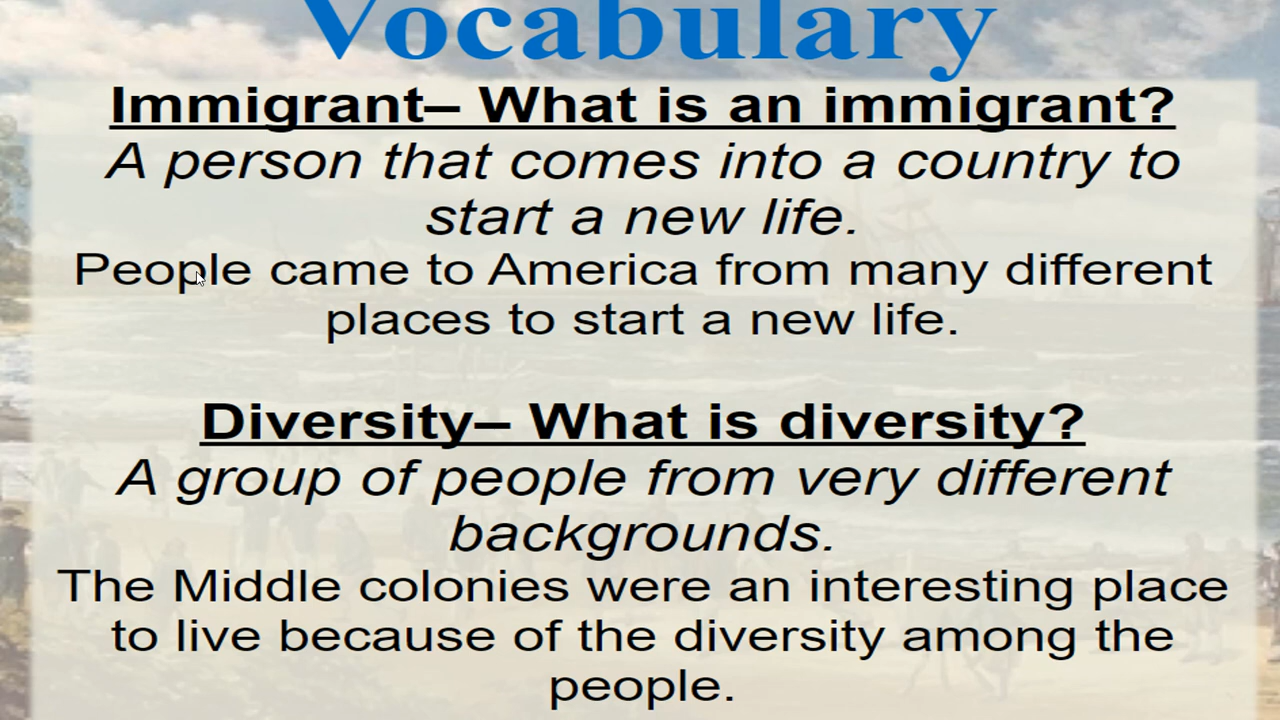 Vocabulary
Immigrant– What is an immigrant?
A person that comes into a country to
start a new life.
People came to America from many different
places to start a new life.
Diversity– What is diversity?
A group of people from very different
backgrounds.
The Middle colonies were an interesting place
to live because of the diversity among the
people.